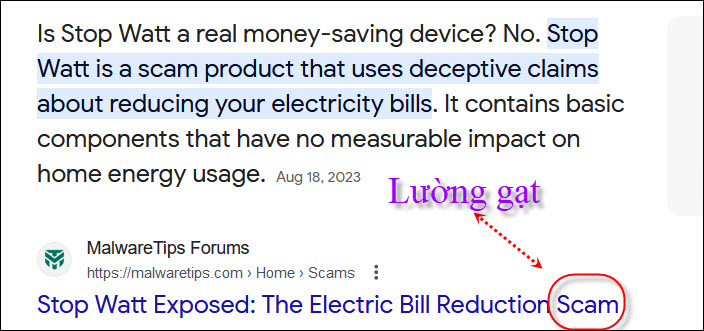 Is Stop Watt a real money-saving device? No. Stop
Watt is a scam product that uses deceptive claims
about reducing your electricity bills. It contains basic
components that have no measurable impact on
home energy usage. Aug 18, 2023
Lường gạt
MalwareTips Forums
https://malwaretips.com › Home › Scams
Stop Watt Exposed: The Electric Bill Reduction Scam